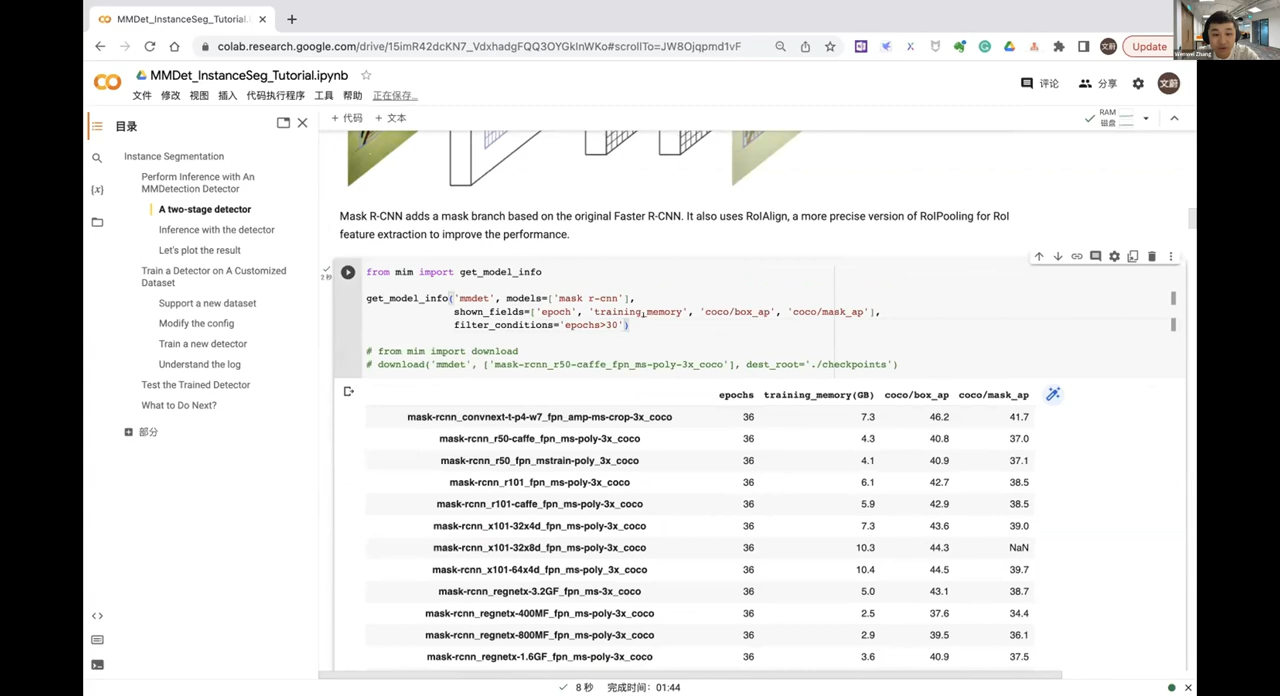 MMDet_InstanceSeg_Tutorial.
colab.research.google.com/drive/15imR42dcKN7_VdxhadgFQQ3OYGklnWKo#scrollTo=JW8Ojqpmd1vF
文蔚
Update
Wenwei Zhang
MMDet_InstanceSeg_Tutorial.ipynb
评论
分享
文蔚
文件 修改 视图 插入 代码执行程序 工具 帮助 正在保存…
目录
+ 代码 + 文本
RAM
磁盘
Instance Segmentation
Perform Inference with An
MMDetection Detector
A two-stage detector
Inference with the detector
Let's plot the result
Train a Detector on A Customized
Dataset
Support a new dataset
Modify the config
Train a new detector
Understand the log
Test the Trained Detector
What to Do Next?
部分
Mask R-CNN adds a mask branch based on the original Faster R-CNN. It also uses RoIAlign, a more precise version of RoIPooling for RoI
feature extraction to improve the performance.
2秒
from mim import get_model_info
get_model_info('mmdet', models=['mask r-cnn'],
shown_fields=['epoch', 'training_memory', 'coco/box_ap', 'coco/mask_ap'],
filter_conditions='epochs>30')
# from mim import download
# download('mmdet', ['mask-rcnn_r50-caffe_fpn_ms-poly-3x_coco'], dest_root='./checkpoints')
epochs training_memory(GB) coco/box_ap coco/mask_ap
mask-rcnn_convnext-t-p4-w7_fpn_amp-ms-crop-3x_coco 36 7.3 46.2 41.7
mask-rcnn_r50-caffe_fpn_ms-poly-3x_coco 36 4.3 40.8 37.0
mask-rcnn_r50_fpn_mstrain-poly_3x_coco 36 4.1 40.9 37.1
mask-rcnn_r101_fpn_ms-poly-3x_coco 36 6.1 42.7 38.5
mask-rcnn_r101-caffe_fpn_ms-poly-3x_coco 36 5.9 42.9 38.5
mask-rcnn_x101-32x4d_fpn_ms-poly-3x_coco 36 7.3 43.6 39.0
mask-rcnn_x101-32x8d_fpn_ms-poly-3x_coco 36 10.3 44.3 NaN
mask-rcnn_x101-64x4d_fpn_ms-poly_3x_coco 36 10.4 44.5 39.7
mask-rcnn_regnetx-3.2GF_fpn_ms-3x_coco 36 5.0 43.1 38.7
mask-rcnn_regnetx-400MF_fpn_ms-poly-3x_coco 36 2.5 37.6 34.4
mask-rcnn_regnetx-800MF_fpn_ms-poly-3x_coco 36 2.9 39.5 36.1
mask-rcnn_regnetx-1.6GF_fpn_ms-poly-3x_coco 36 3.6 40.9 37.5
8 秒 完成时间：01:44